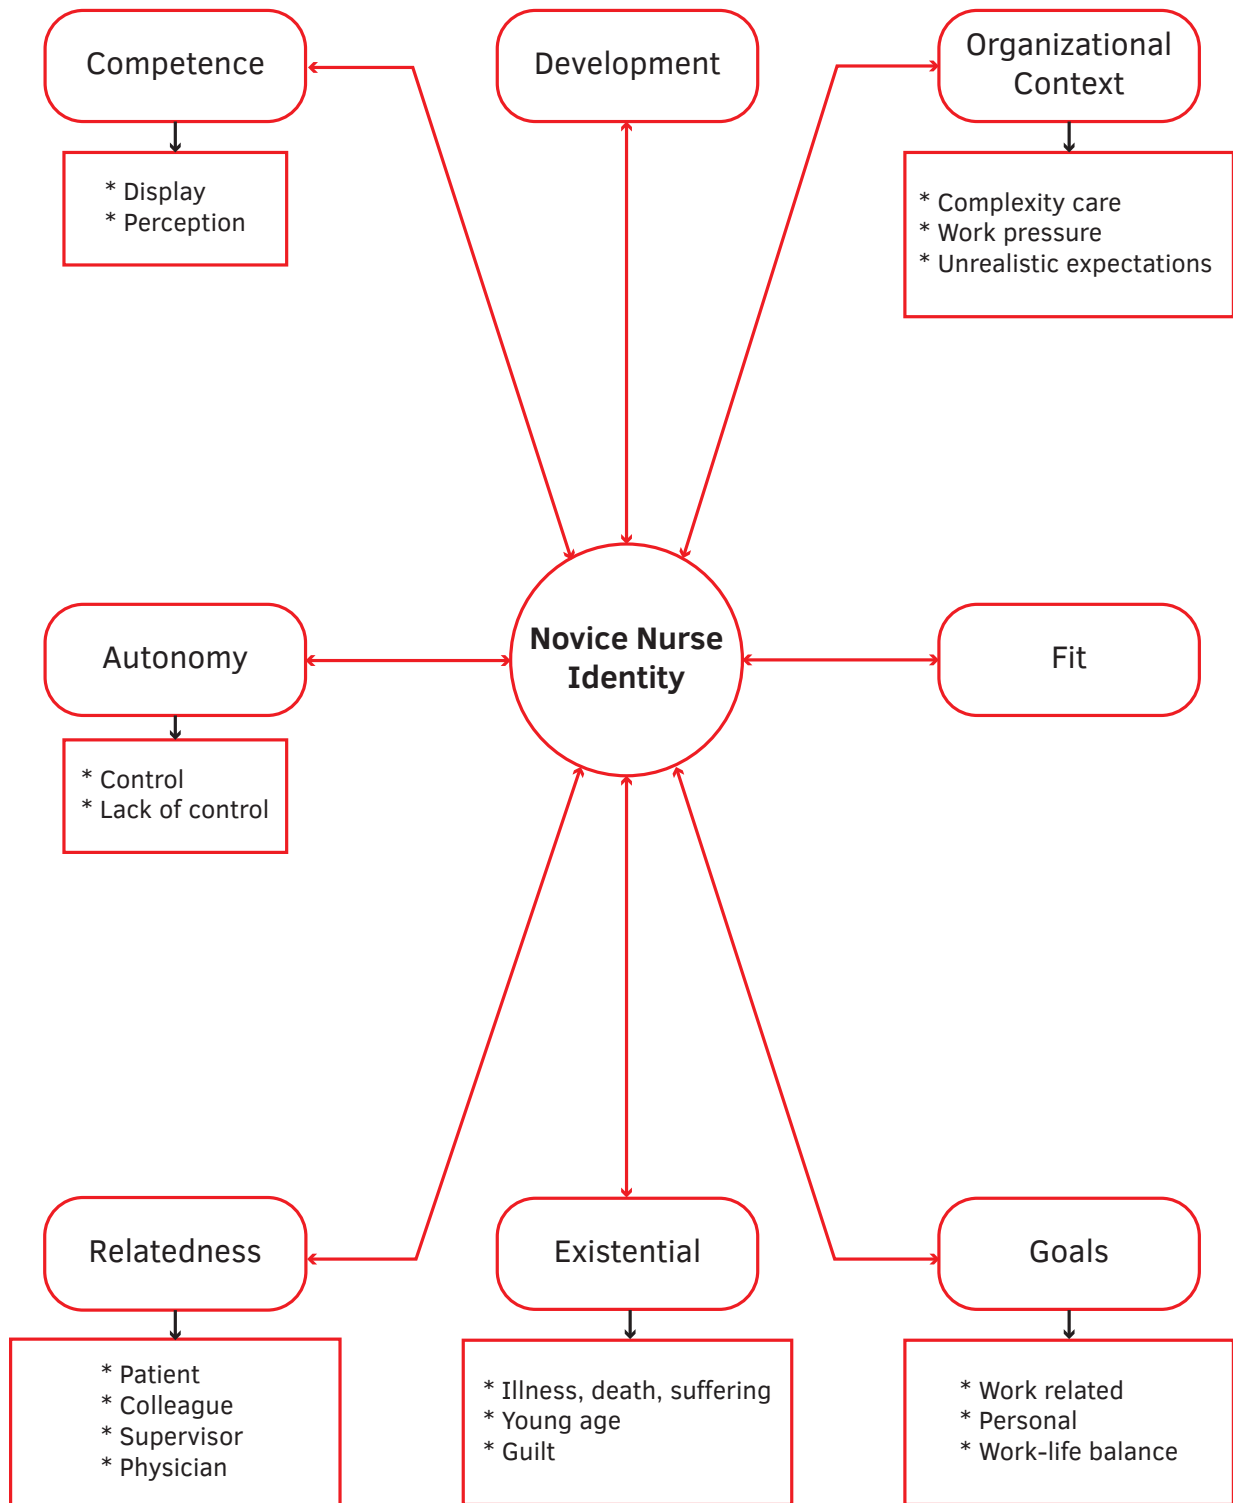 Competence
Development
Organizational
Context
* Display
* Perception
* Complexity care
* Work pressure
* Unrealistic expectations
Novice Nurse
Identity
Autonomy
Fit
* Control
* Lack of control
Relatedness
Existential
Goals
* Patient
* Colleague
* Supervisor
* Physician
* Illness, death, suffering
* Young age
* Guilt
* Work related
* Personal
* Work-life balance